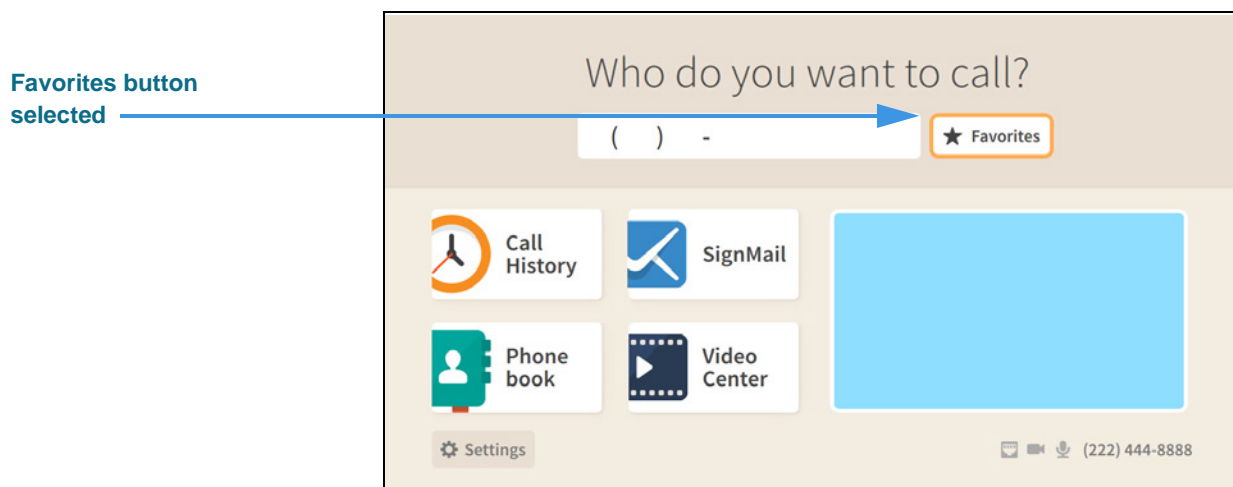 Favorites button
selected
Who do you want to call?
( ) -
Favorites
Call
History
SignMail
Phone
book
Video
Center
Settings
(222) 444-8888